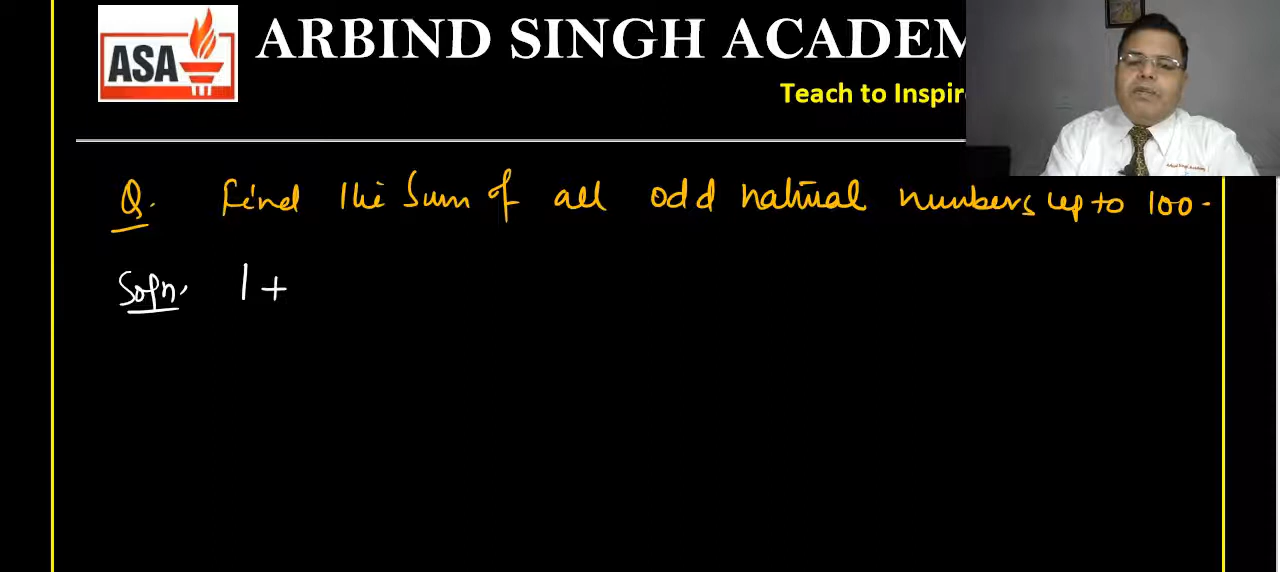 ASA
ARBIND SINGH ACADEM
Teach to Inspir
Q. Find the Sum of all odd natural numbers up to 100.
Soln. 1 +